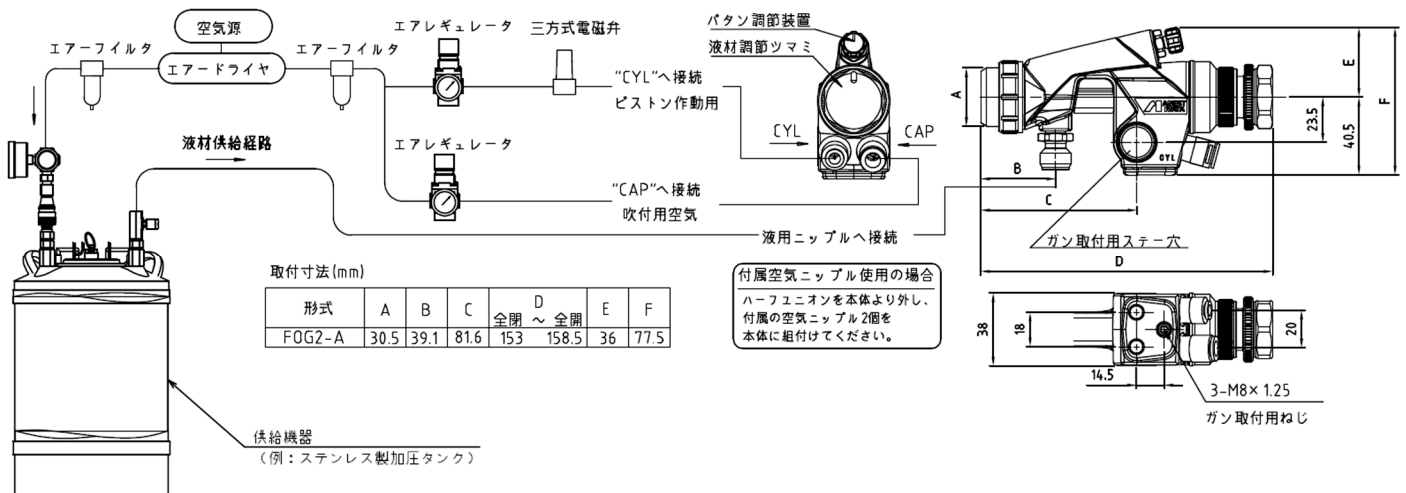 空気源
エアーフイルタ
エアードライヤ
エアーフイルタ
エアレギュレータ
三方式電磁弁
"CYL"へ接続
ピストン作動用
液材供給経路
エアレギュレータ
"CAP"へ接続
吹付用空気
液用ニップルへ接続
パタン調節装置
液材調節ツマミ
CYL
CAP
A
B
C
D
E
F
23.5
40.5
CYL
ガン取付用ステー穴
取付寸法(mm)
形式 A B C D 全閉 ~ 全開 E F
FOG2-A 30.5 39.1 81.6 153 158.5 36 77.5
付属空気ニップル使用の場合
ハーフユニオンを本体より外し、
付属の空気ニップル2個を
本体に組付けてください。
38
18
14.5
20
3-M8×1.25
ガン取付用ねじ
供給機器
(例:ステンレス製加圧タンク)